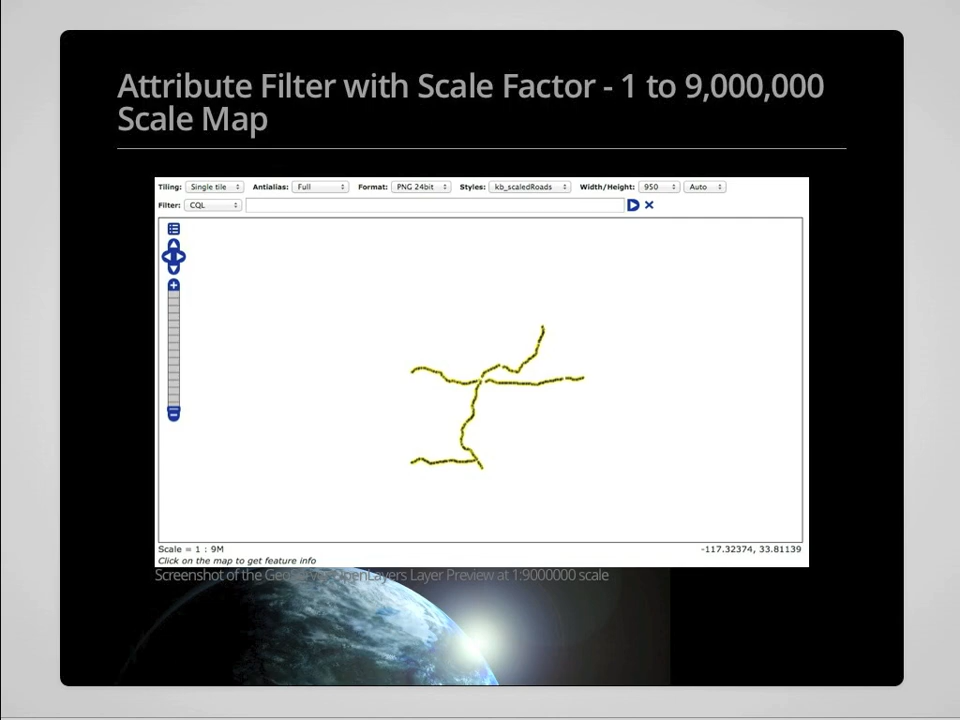 Attribute Filter with Scale Factor - 1 to 9,000,000
Scale Map
Tiling: Single tile Antialias: Full Format: PNG 24bit Styles: kb_scaledRoads Width/Height: 950 Auto
Filter: CQL
Scale = 1 : 9M -117.32374, 33.81139
Click on the map to get feature info
Screenshot of the GeoServer OpenLayers Layer Preview at 1:9000000 scale